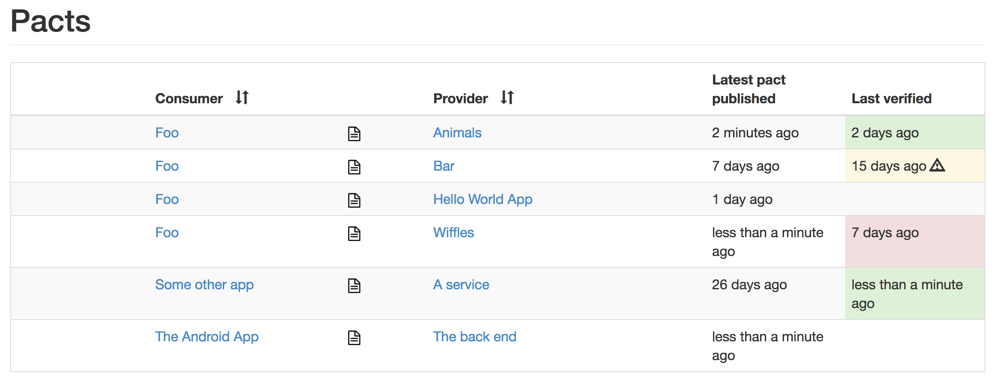 Pacts
Latest pact
Consumer Provider published Last verified
Foo Animals 2 minutes ago 2 days ago
Foo Bar 7 days ago 15 days ago
Foo Hello World App 1 day ago
Foo Wiffles less than a minute 7 days ago
ago
Some other app A service 26 days ago less than a minute
ago
The Android App The back end less than a minute
ago